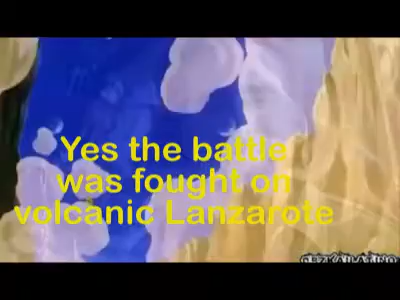 Yes the battle
was fought on
volcanic Lanzarote